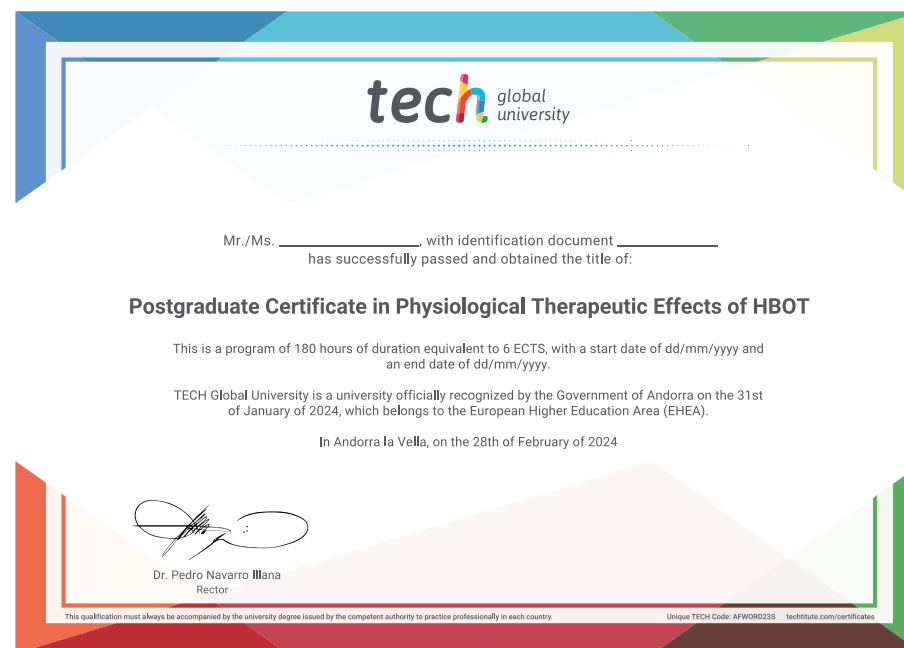 tech global university
Mr./Ms. ____________________, with identification document ______________
has successfully passed and obtained the title of:
Postgraduate Certificate in Physiological Therapeutic Effects of HBOT
This is a program of 180 hours of duration equivalent to 6 ECTS, with a start date of dd/mm/yyyy and
an end date of dd/mm/yyyy.
TECH Global University is a university officially recognized by the Government of Andorra on the 31st
of January of 2024, which belongs to the European Higher Education Area (EHEA).
In Andorra la Vella, on the 28th of February of 2024
Dr. Pedro Navarro Illana
Rector
This qualification must always be accompanied by the university degree issued by the competent authority to practice professionally in each country.
Unique TECH Code: AFWORD23S techtitute.com/certificates